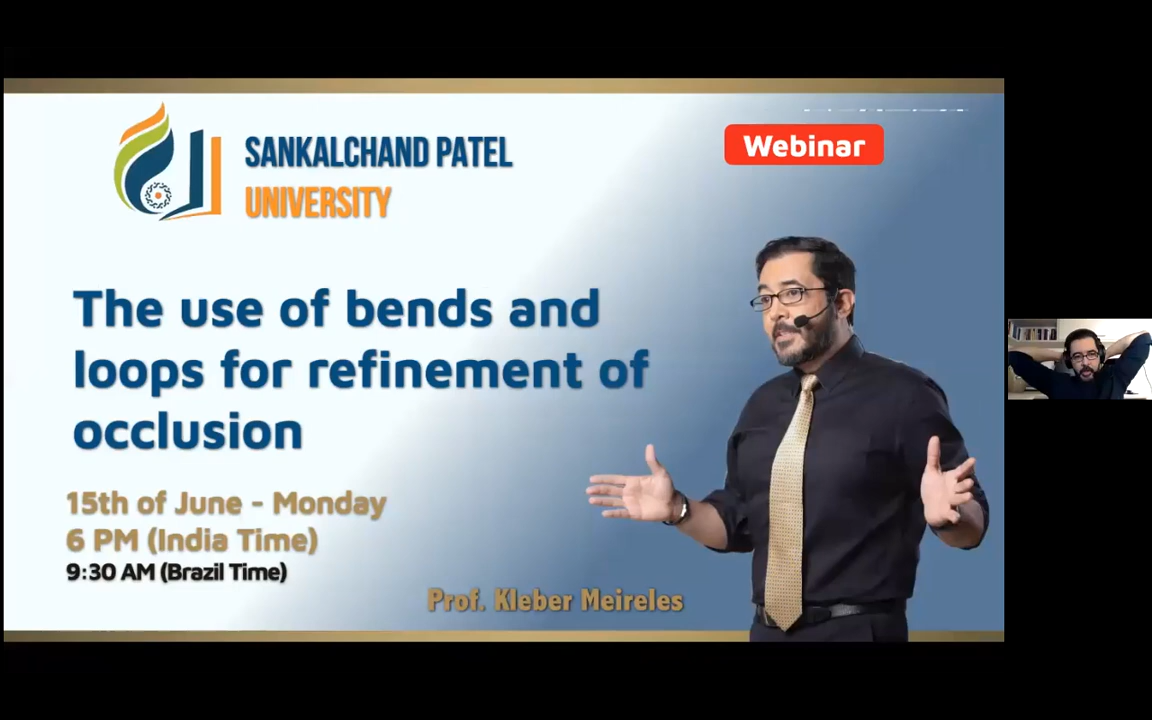 SANKALCHAND PATEL
UNIVERSITY
Webinar
The use of bends and
loops for refinement of
occlusion
15th of June - Monday
6 PM (India Time)
9:30 AM (Brazil Time)
Prof. Kleber Meireles